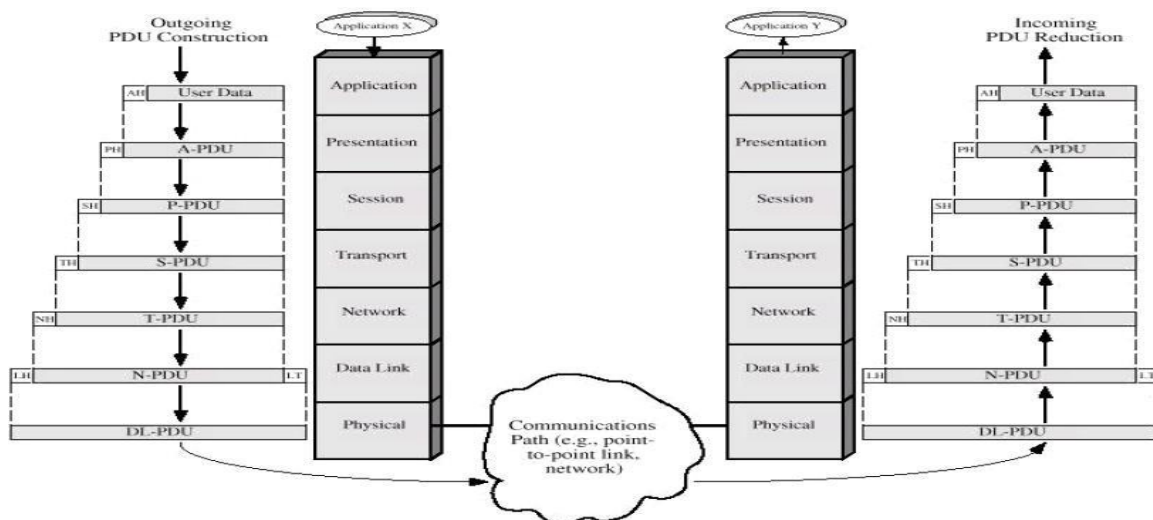 Outgoing
PDU Construction
Application X
Application Y
Incoming
PDU Reduction
AH
User Data
Application
Application
AH
User Data
PH
A-PDU
Presentation
Presentation
PH
A-PDU
SH
P-PDU
Session
Session
SH
P-PDU
TH
S-PDU
Transport
Transport
TH
S-PDU
NH
T-PDU
Network
Network
NH
T-PDU
LH
N-PDU
LT
Data Link
Data Link
LH
N-PDU
LT
DL-PDU
Physical
Communications
Path (e.g., point-
to-point link,
network)
Physical
DL-PDU